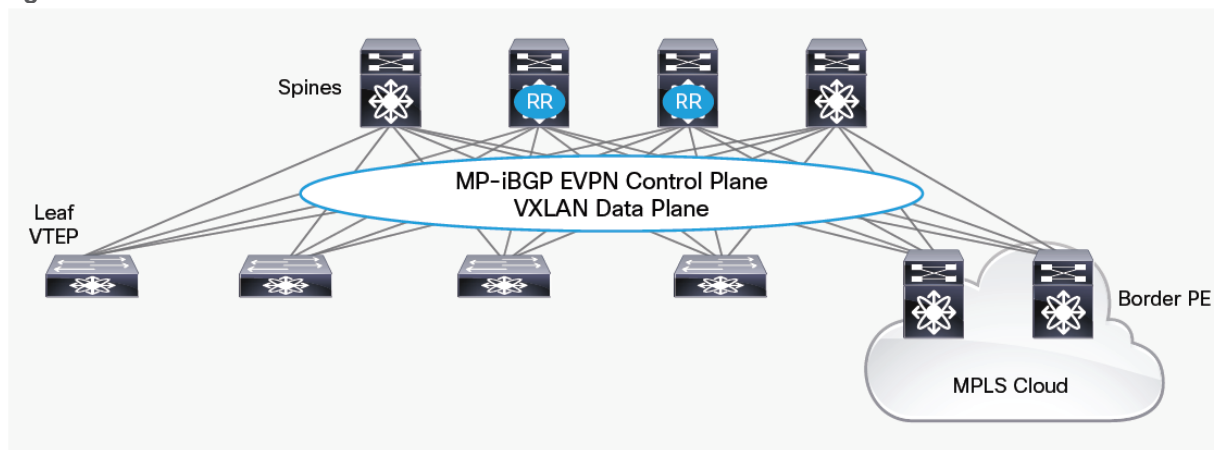 Spines
RR
RR
MP-iBGP EVPN Control Plane
VXLAN Data Plane
Leaf
VTEP
Border PE
MPLS Cloud